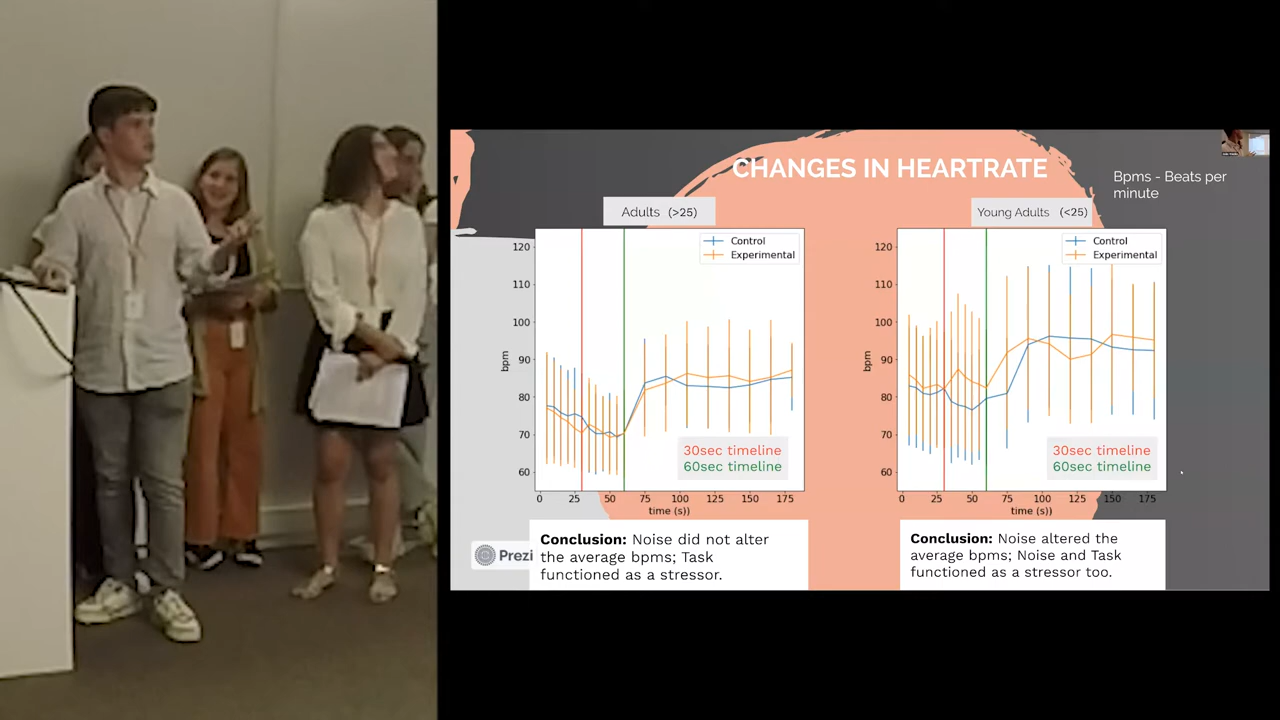 CHANGES IN HEARTRATE
Bpms - Beats per
minute
Adults (>25)
Young Adults (<25)
120
110
100
90
80
70
60
bpm
Control
Experimental
30sec timeline
60sec timeline
0 25 50 75 100 125 150 175
time (s))
120
110
100
90
80
70
60
bpm
Control
Experimental
30sec timeline
60sec timeline
0 25 50 75 100 125 150 175
time (s))
Prezi
Conclusion: Noise did not alter
the average bpms; Task
functioned as a stressor.
Conclusion: Noise altered the
average bpms; Noise and Task
functioned as a stressor too.